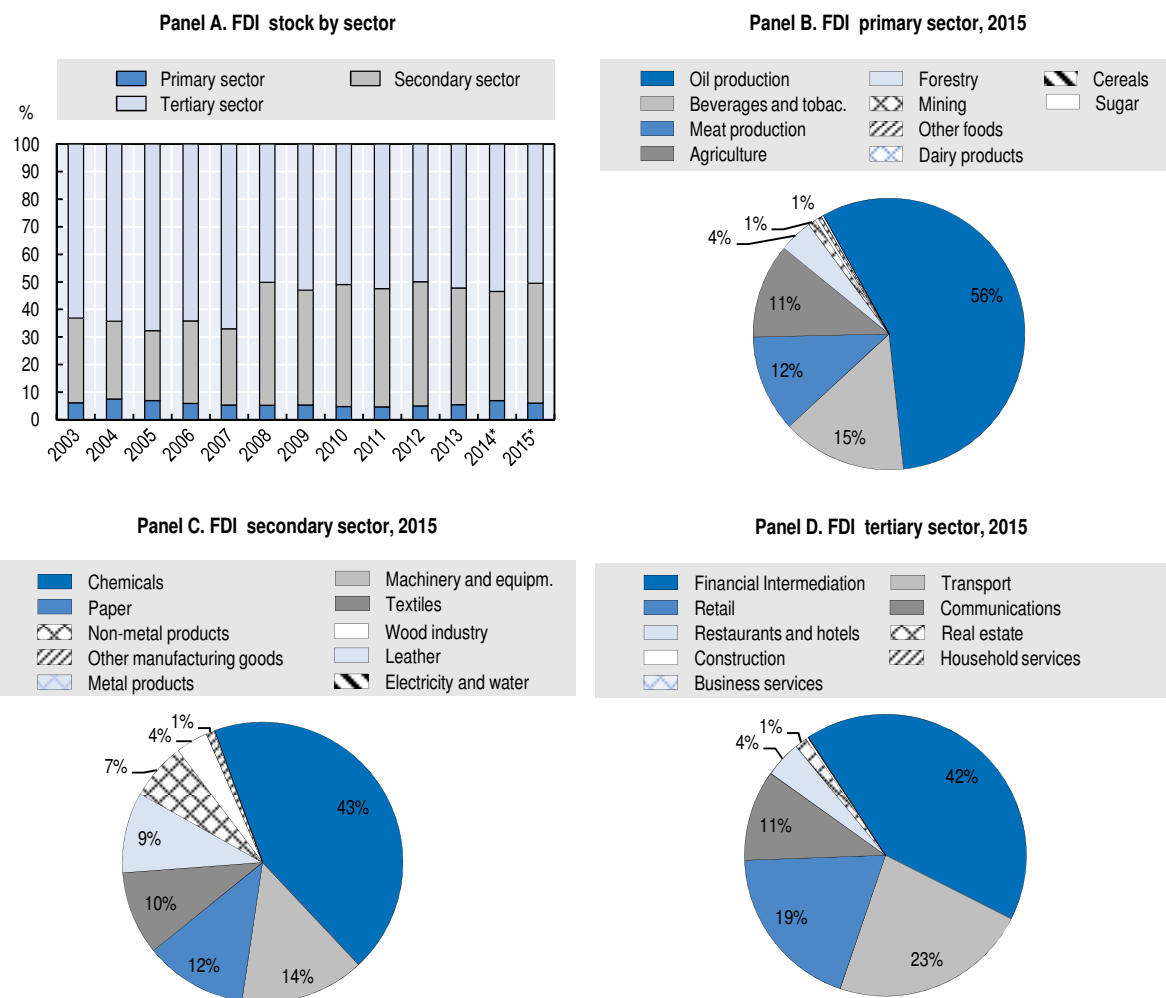 Panel A. FDI stock by sector
Primary sector
Secondary sector
Tertiary sector
%
100
90
80
70
60
50
40
30
20
10
0
2003
2004
2005
2006
2007
2008
2009
2010
2011
2012
2013
2014*
2015*
Panel B. FDI primary sector, 2015
Oil production
Forestry
Cereals
Beverages and tobac.
Mining
Sugar
Meat production
Other foods
Agriculture
Dairy products
1%
1%
4%
11%
56%
12%
15%
Panel C. FDI secondary sector, 2015
Chemicals
Machinery and equipm.
Paper
Textiles
Non-metal products
Wood industry
Other manufacturing goods
Leather
Metal products
Electricity and water
1%
4%
7%
43%
9%
10%
12%
14%
Panel D. FDI tertiary sector, 2015
Financial Intermediation
Transport
Retail
Communications
Restaurants and hotels
Real estate
Construction
Household services
Business services
1%
4%
42%
11%
19%
23%